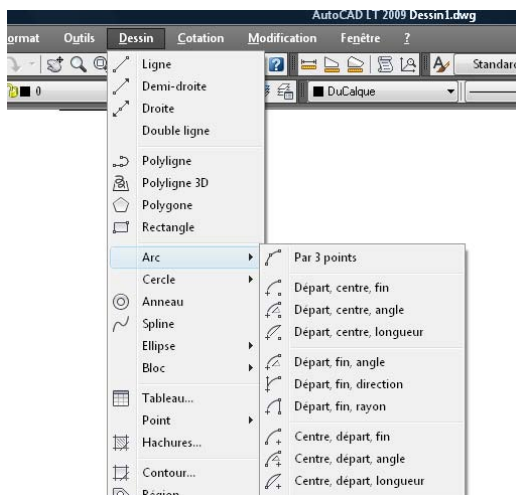 AutoCAD LT 2009 Dessin1.dwg
ormat Outils Dessin Cotation Modification Fenêtre ?
Standard
0 DuCalque
Ligne
Demi-droite
Droite
Double ligne
Polyligne
Polyligne 3D
Polygone
Rectangle
Arc
Cercle
Anneau
Spline
Ellipse
Bloc
Tableau...
Point
Hachures...
Contour...
Région
Par 3 points
Départ, centre, fin
Départ, centre, angle
Départ, centre, longueur
Départ, fin, angle
Départ, fin, direction
Départ, fin, rayon
Centre, départ, fin
Centre, départ, angle
Centre, départ, longueur